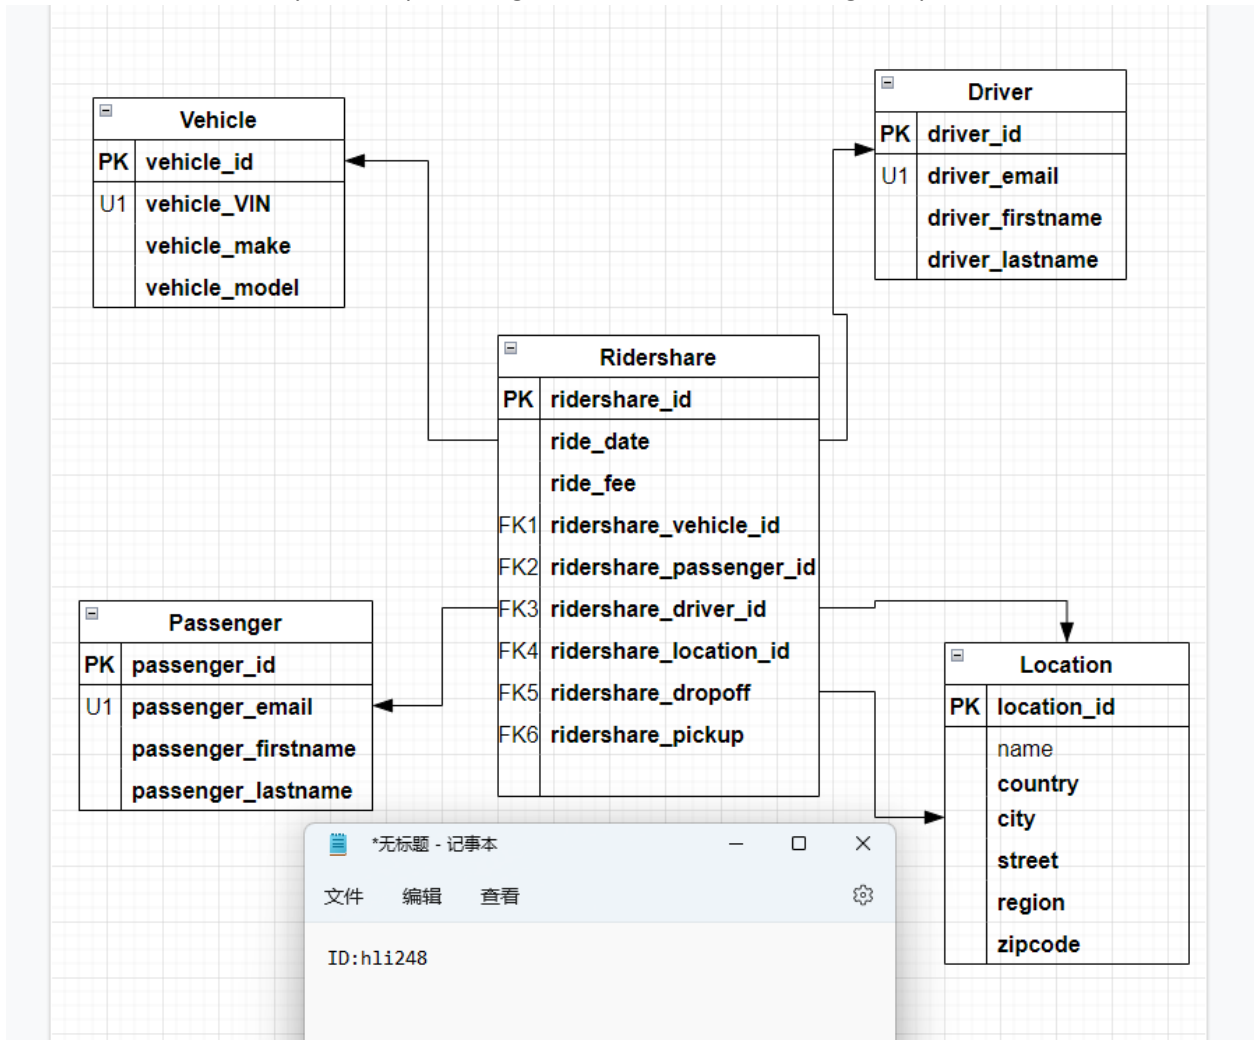 Vehicle
PK vehicle_id
U1 vehicle_VIN
vehicle_make
vehicle_model
Driver
PK driver_id
U1 driver_email
driver_firstname
driver_lastname
Ridershare
PK ridershare_id
ride_date
ride_fee
FK1 ridershare_vehicle_id
FK2 ridershare_passenger_id
FK3 ridershare_driver_id
FK4 ridershare_location_id
FK5 ridershare_dropoff
FK6 ridershare_pickup
Passenger
PK passenger_id
U1 passenger_email
passenger_firstname
passenger_lastname
Location
PK location_id
name
country
city
street
region
zipcode
*无标题 - 记事本
文件 编辑 查看
ID:hli248